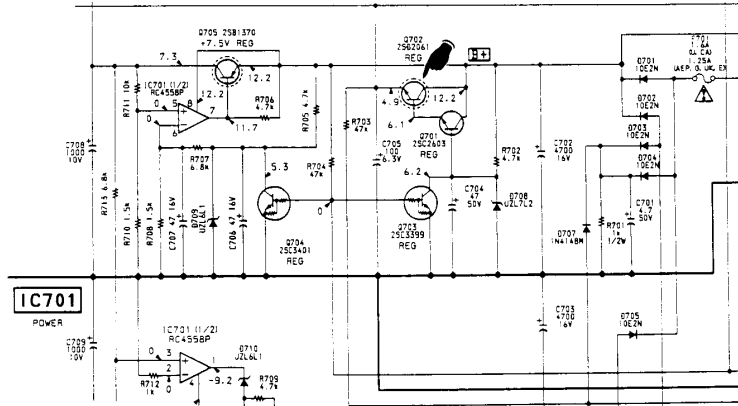 Q705 2SB1370
+7.5V REG
7.3
12.2
IC701 (1/2)
RC4558P
12.2
0
5
8
7
0
6
11.7
R706
4.7k
R711 10k
R705 4.7k
Q702
2SD2061
REG
B+
4.9
12.2
6.1
Q701
2SC2603
REG
R703
47k
C705
100
6.3V
R702
4.7k
C702
4700
16V
1.6A
(U, CA)
1.25A
(AEP, G, UK, E)
D701
10E2N
D702
10E2N
D703
10E2N
D704
10E2N
C708
1000
10V
R707
6.8k
5.3
R704
47k
6.2
C704
47
50V
D708
UZL7L2
C701
4.7
50V
R701
1k
1/2W
D707
1N4148M
R715 6.8k
R710 1.5k
R708 1.5k
C707 47 16V
D709
UZL6L1
C706 47 16V
0
Q704
2SC3401
REG
Q703
2SC3399
REG
IC701
POWER
IC701 (1/2)
RC4558P
C709
1000
10V
0
3
2
0
4
1
-9.2
R712
1k
D710
UZL6L1
R709
4.7k
C703
4700
16V
D705
10E2N